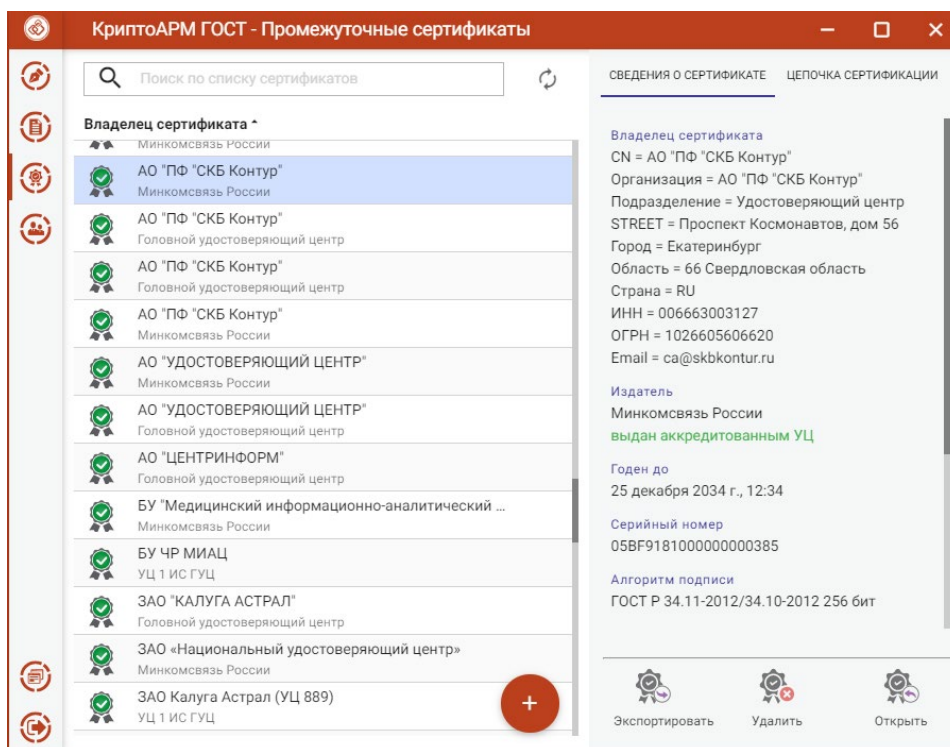 КриптоАРМ ГОСТ - Промежуточные сертификаты
Поиск по списку сертификатов
Владелец сертификата
Минкомсвязь России
АО "ПФ "СКБ Контур"
Минкомсвязь России
АО "ПФ "СКБ Контур"
Головной удостоверяющий центр
АО "ПФ "СКБ Контур"
Головной удостоверяющий центр
АО "ПФ "СКБ Контур"
Минкомсвязь России
АО "УДОСТОВЕРЯЮЩИЙ ЦЕНТР"
Минкомсвязь России
АО "УДОСТОВЕРЯЮЩИЙ ЦЕНТР"
Головной удостоверяющий центр
АО "ЦЕНТРИНФОРМ"
Головной удостоверяющий центр
БУ "Медицинский информационно-аналитический ...
Минкомсвязь России
БУ ЧР МИАЦ
УЦ 1 ИС ГУЦ
ЗАО "КАЛУГА АСТРАЛ"
Головной удостоверяющий центр
ЗАО «Национальный удостоверяющий центр»
Минкомсвязь России
ЗАО Калуга Астрал (УЦ 889)
УЦ 1 ИС ГУЦ
+
СВЕДЕНИЯ О СЕРТИФИКАТЕ ЦЕПОЧКА СЕРТИФИКАЦИИ
Владелец сертификата
CN = АО "ПФ "СКБ Контур"
Организация = АО "ПФ "СКБ Контур"
Подразделение = Удостоверяющий центр
STREET = Проспект Космонавтов, дом 56
Город = Екатеринбург
Область = 66 Свердловская область
Страна = RU
ИНН = 006663003127
ОГРН = 1026605606620
Email = ca@skbkontur.ru
Издатель
Минкомсвязь России
выдан аккредитованным УЦ
Годен до
25 декабря 2034 г., 12:34
Серийный номер
05BF9181000000000385
Алгоритм подписи
ГОСТ Р 34.11-2012/34.10-2012 256 бит
Экспортировать Удалить Открыть